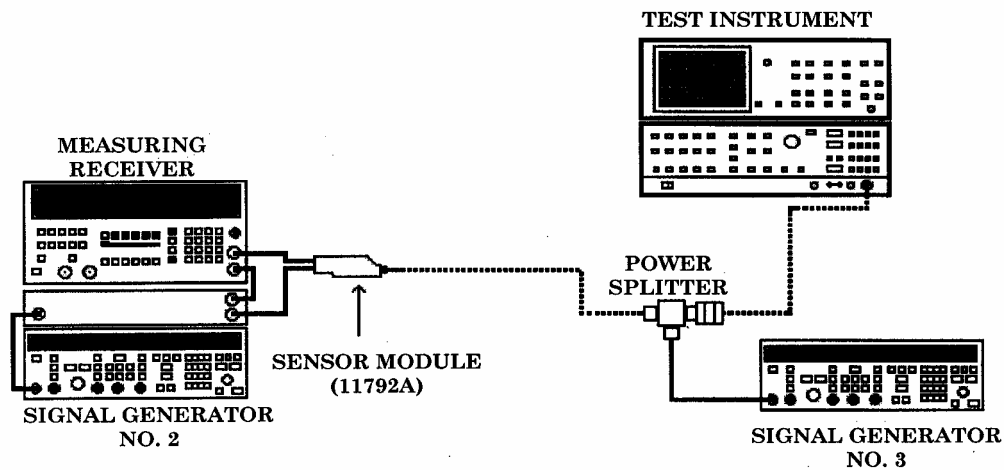 TEST INSTRUMENT
MEASURING
RECEIVER
POWER
SPLITTER
SENSOR MODULE
(11792A)
SIGNAL GENERATOR
NO. 2
SIGNAL GENERATOR
NO. 3